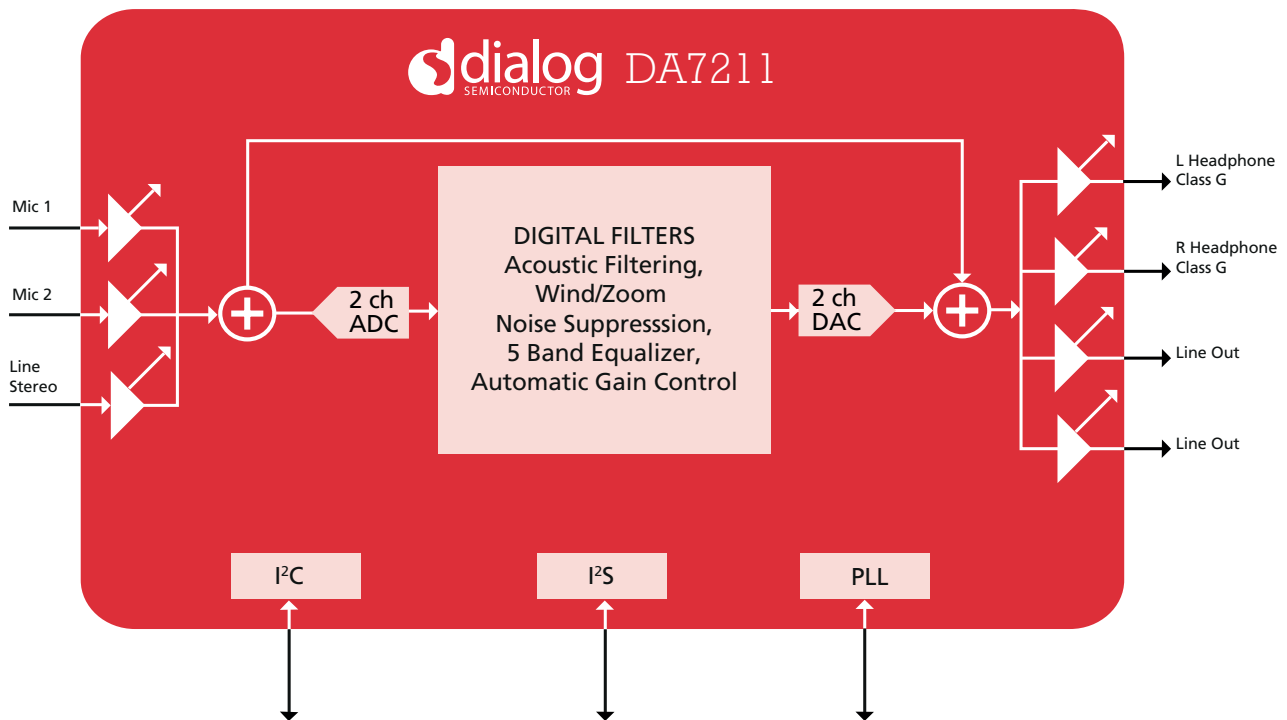 dialog DA7211
SEMICONDUCTOR
Mic 1
Mic 2
Line
Stereo
2 ch
ADC
DIGITAL FILTERS
Acoustic Filtering,
Wind/Zoom
Noise Suppresssion,
5 Band Equalizer,
Automatic Gain Control
2 ch
DAC
L Headphone
Class G
R Headphone
Class G
Line Out
Line Out
I²C
I²S
PLL